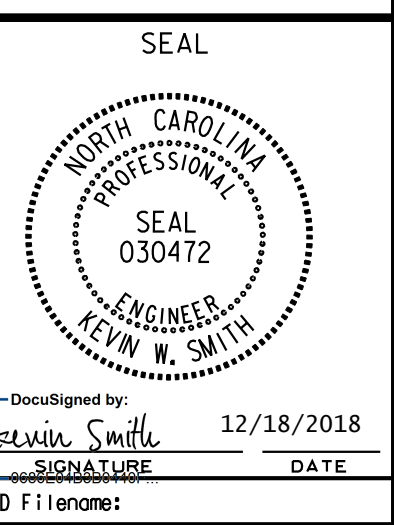 SEAL
NORTH CAROLINA
PROFESSIONAL
SEAL
030472
ENGINEER
KEVIN W. SMITH
DocuSigned by:
Kevin Smith
12/18/2018
SIGNATURE
DATE
D Filename: